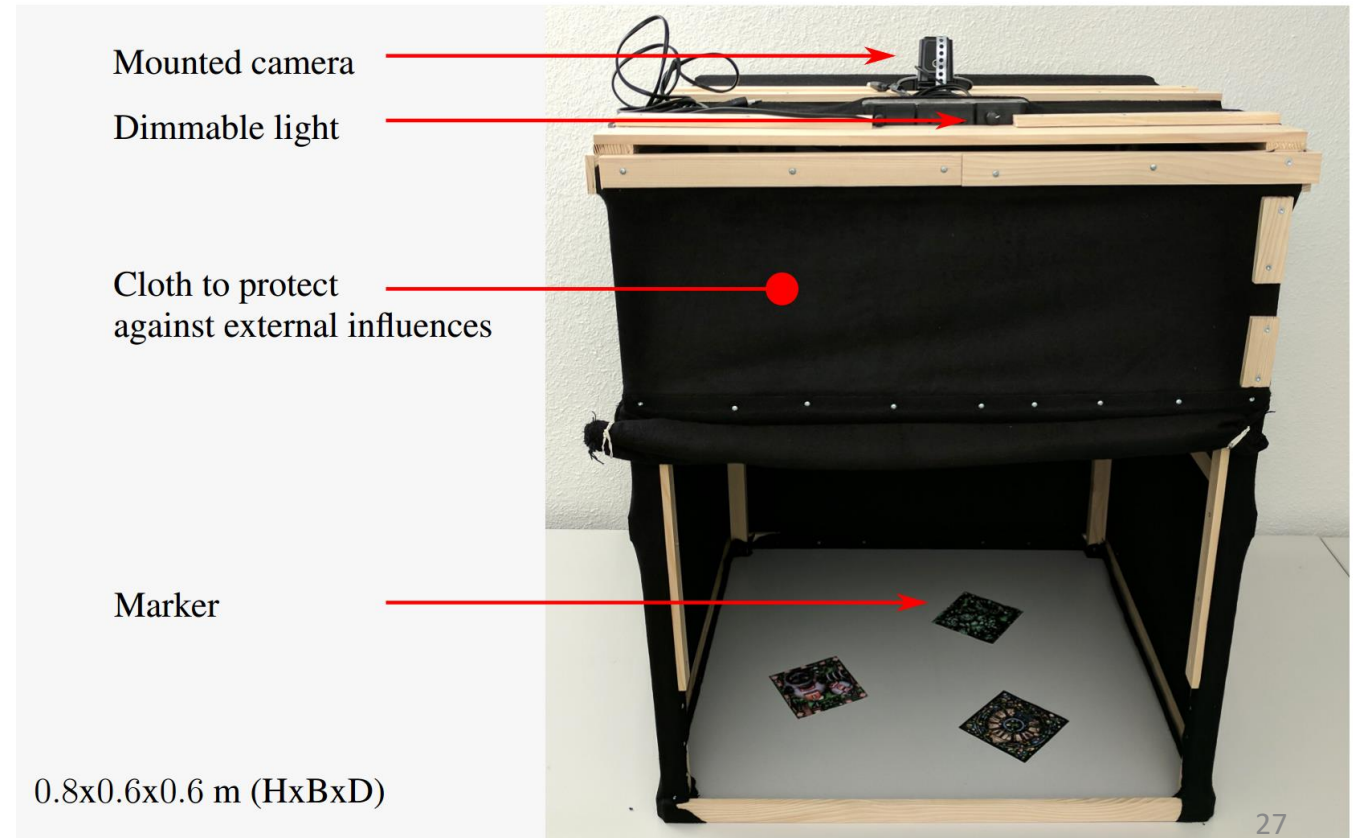 Mounted camera
Dimmable light
Cloth to protect
against external influences
Marker
0.8x0.6x0.6 m (HxBxD)
27